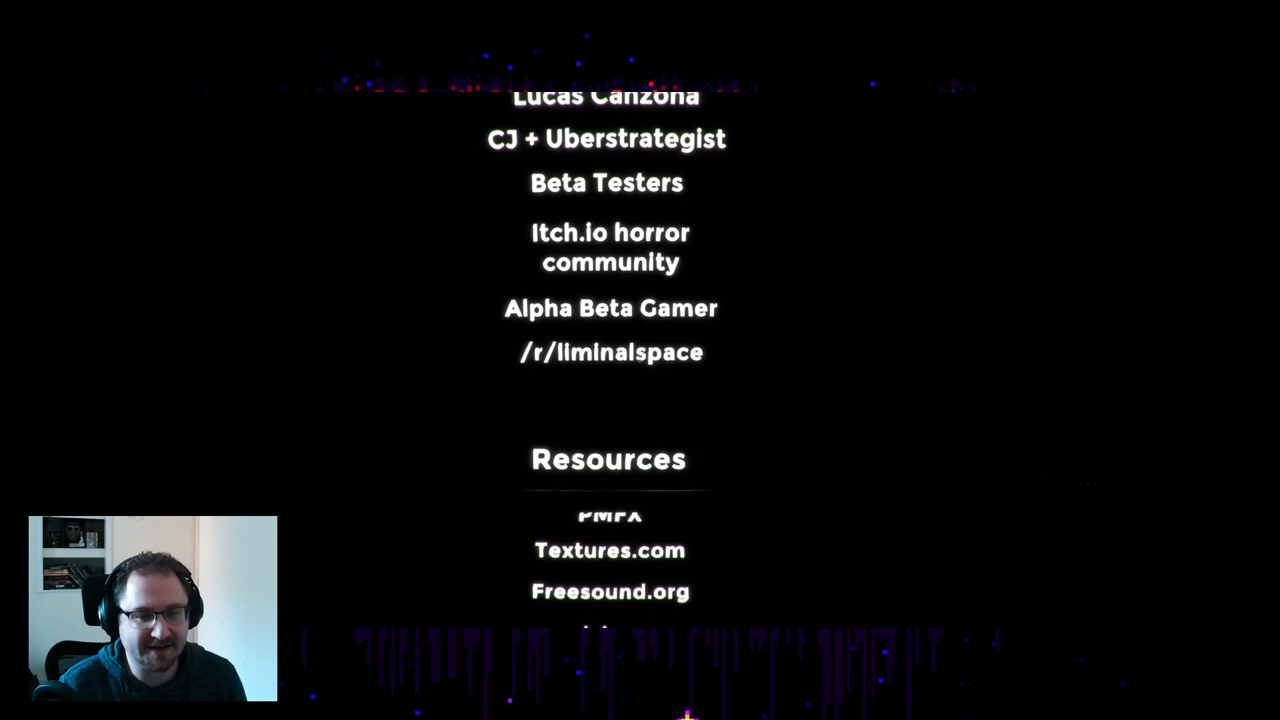 Lucas Canzona
CJ + Uberstrategist
Beta Testers
Itch.io horror
community
Alpha Beta Gamer
/r/liminalspace
Resources
PMFX
Textures.com
Freesound.org